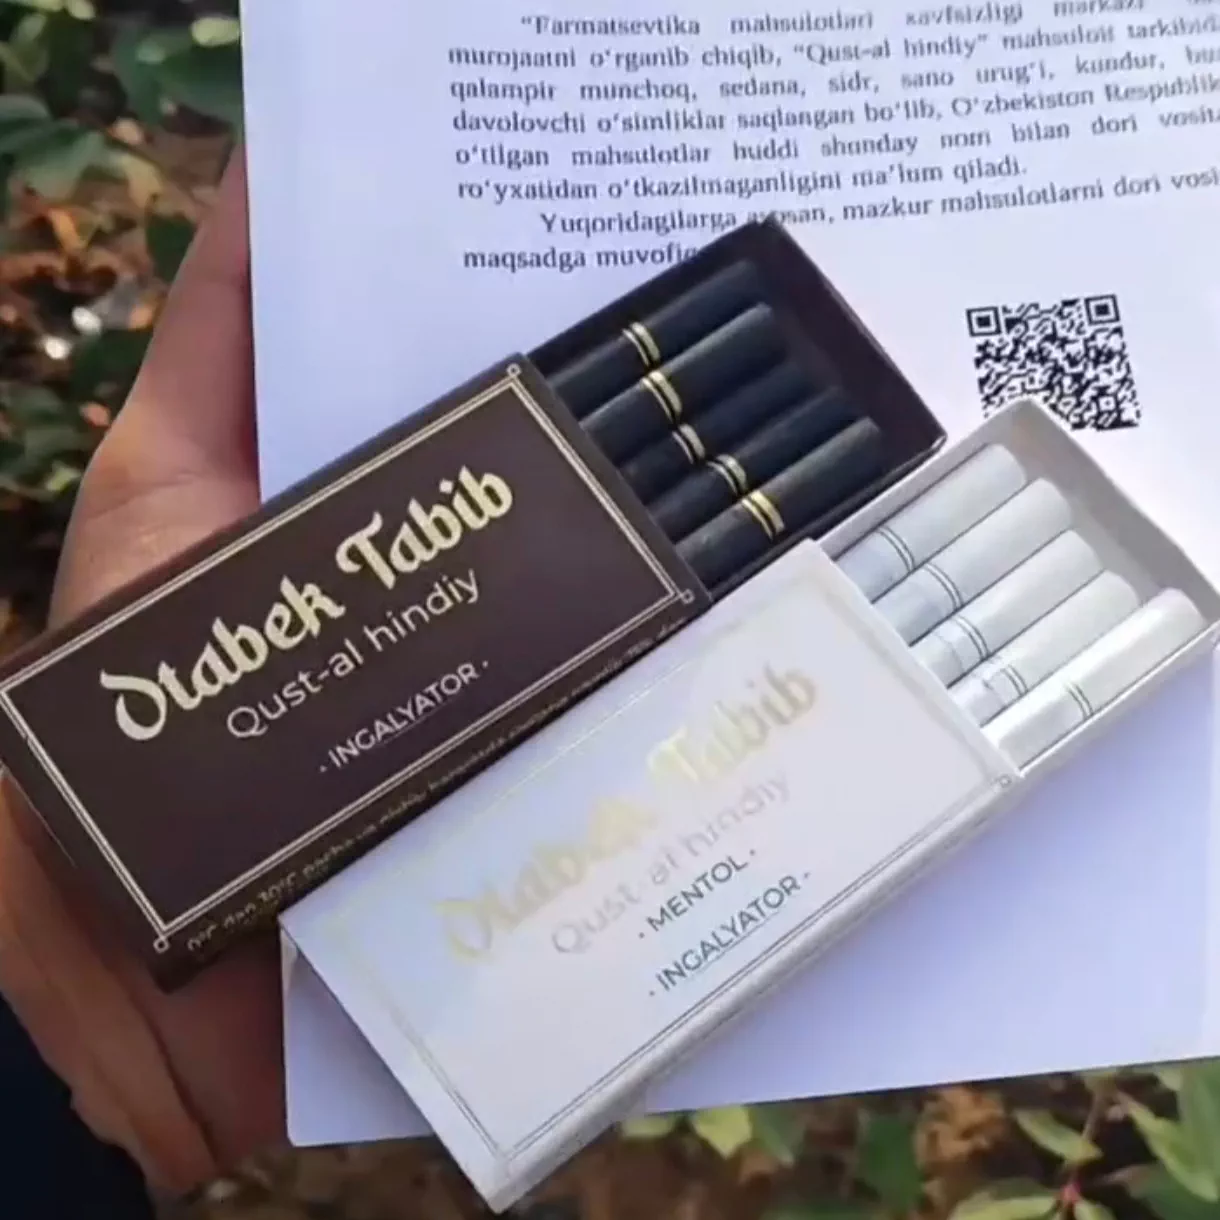 “Farmatsevtika mahsulotlari xavfsizligi markazi
murojaatni o‘rganib chiqib, “Qust-al hindiy” mahsuloti tarkibida
qalampir munchoq, sedana, sidr, sano urug‘i, kundur,
davolovchi o‘simliklar saqlangan bo‘lib, O‘zbekiston Respublik
o‘tilgan mahsulotlar huddi shunday nom bilan dori vosita
ro‘yxatidan o‘tkazilmaganligini ma’lum qiladi.
Yuqoridagilarga mazkur mahsulotlarni dori vosi
maqsadga muvofiq
Otabek Tabib
Qust-al hindiy
· INGALYATOR ·
Otabek Tabib
Qust-al hindiy
· MENTOL ·
· INGALYATOR ·